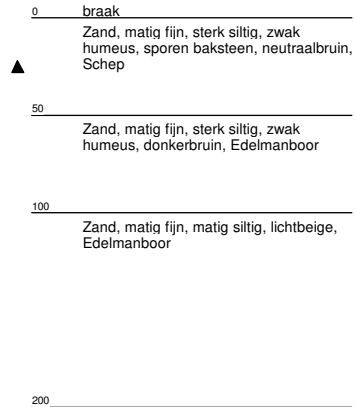 0 braak
Zand, matig fijn, sterk siltig, zwak
humeus, sporen baksteen, neutraalbruin,
Schep
50
Zand, matig fijn, sterk siltig, zwak
humeus, donkerbruin, Edelmanboor
100
Zand, matig fijn, matig siltig, lichtbeige,
Edelmanboor
200